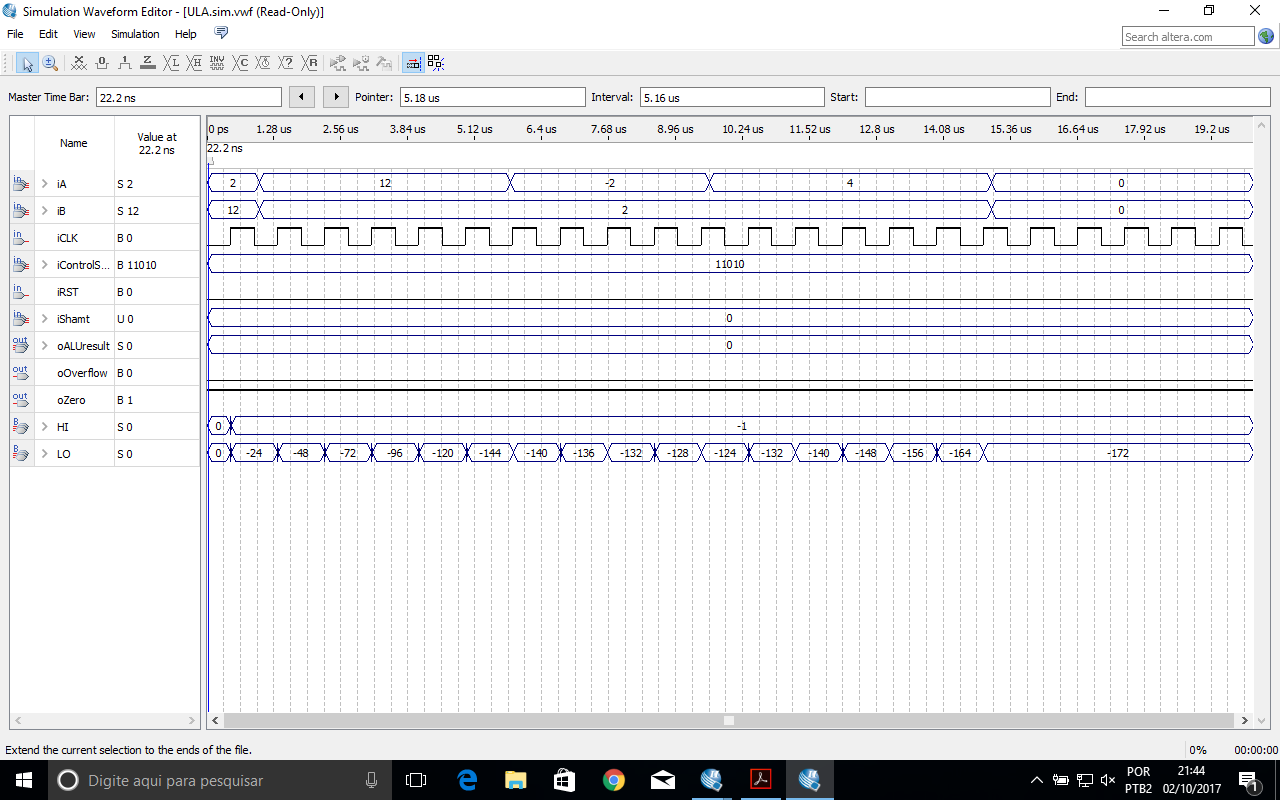 Simulation Waveform Editor - [ULA.sim.vwf (Read-Only)]
File Edit View Simulation Help
Search altera.com
Master Time Bar: 22.2 ns Pointer: 5.18 us Interval: 5.16 us Start: End:
Name Value at 22.2 ns
0 ps 1.28 us 2.56 us 3.84 us 5.12 us 6.4 us 7.68 us 8.96 us 10.24 us 11.52 us 12.8 us 14.08 us 15.36 us 16.64 us 17.92 us 19.2 us
22.2 ns
iA S 2 2 12 -2 4 0
iB S 12 12 2 0
iCLK B 0
iControlS... B 11010 11010
iRST B 0
iShamt U 0 0
oALUresult S 0 0
oOverflow B 0
oZero B 1
HI S 0 0 -1
LO S 0 0 -24 -48 -72 -96 -120 -144 -140 -136 -132 -128 -124 -132 -140 -148 -156 -164 -172
Extend the current selection to the ends of the file.
0% 00:00:00
Digite aqui para pesquisar
POR
PTB2
21:44
02/10/2017
1